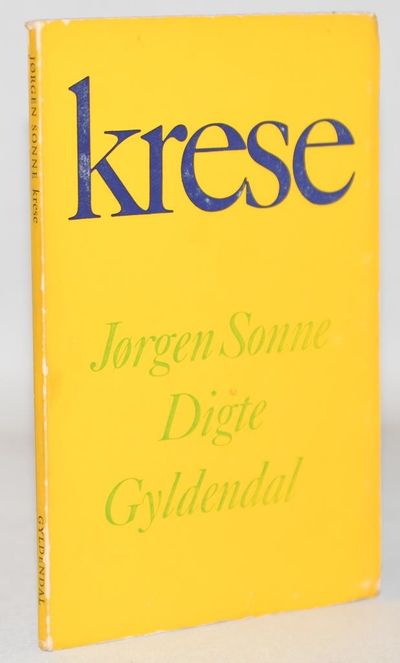 krese
Jørgen Sonne
Digte
Gyldendal
JØRGEN SONNE krese
GYLDENDAL